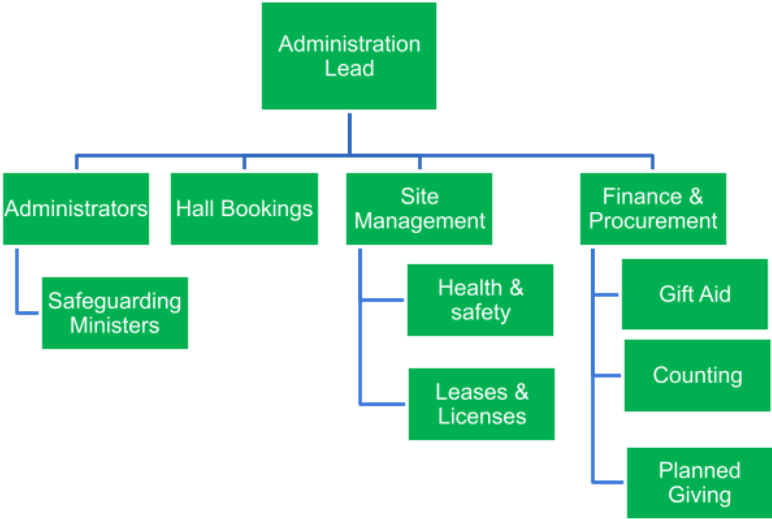 Administration
Lead
Administrators
Hall Bookings
Site
Management
Finance &
Procurement
Safeguarding
Ministers
Health &
safety
Leases &
Licenses
Gift Aid
Counting
Planned
Giving